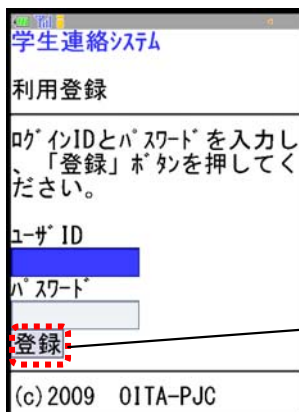 学生連絡ｼｽﾃﾑ
利用登録
ﾛｸﾞｲﾝIDとﾊﾟｽﾜｰﾄﾞを入力し
、「登録」ﾎﾞﾀﾝを押してく
ださい。
ﾕｰｻﾞID
ﾊﾟｽﾜｰﾄﾞ
登録
(c)2009 OITA-PJC